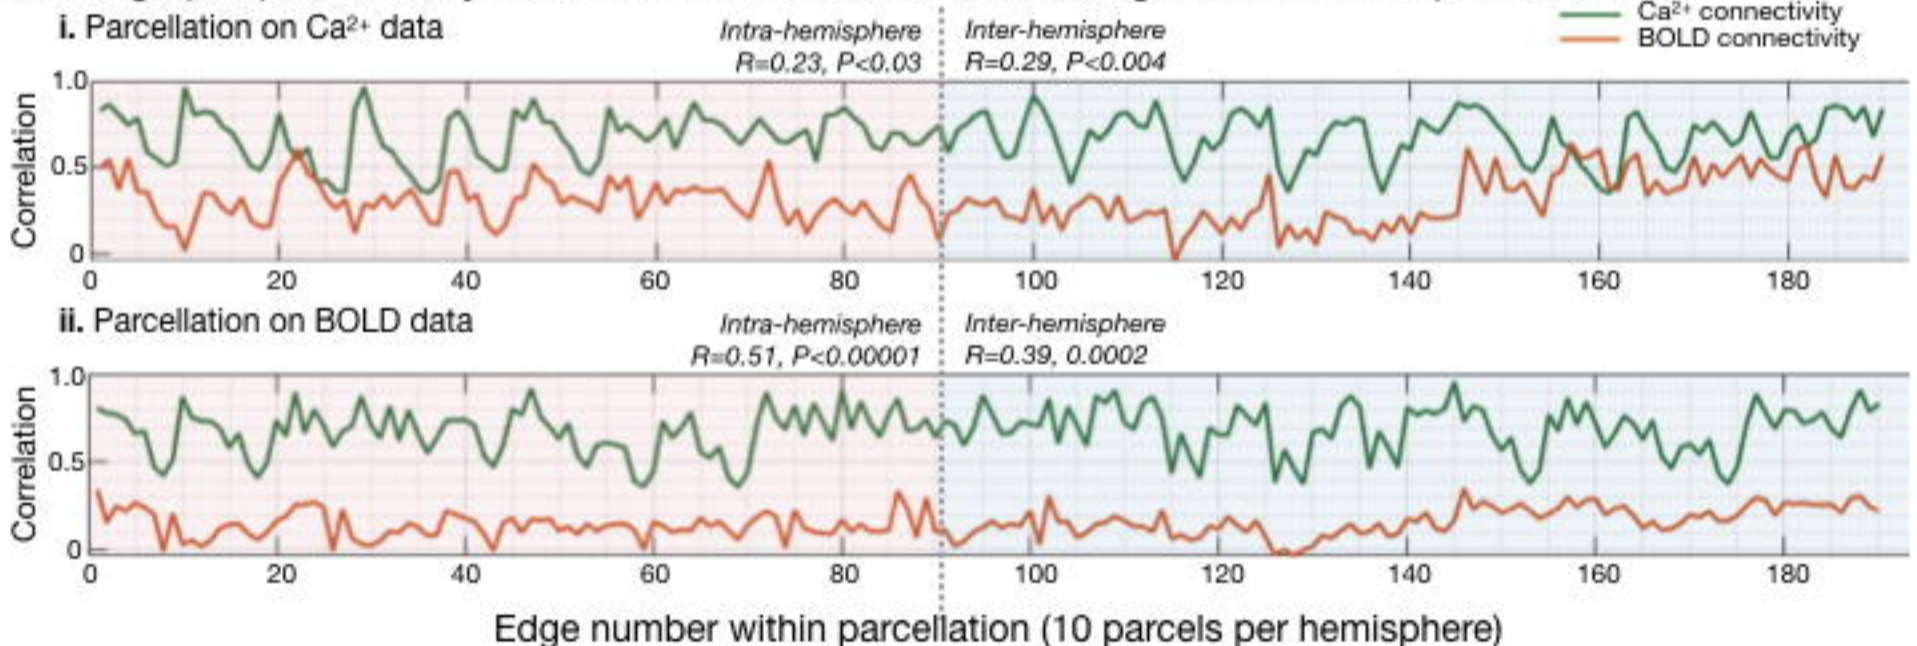 i. Parcellation on Ca²⁺ data
Intra-hemisphere
R=0.23, P<0.03
Inter-hemisphere
R=0.29, P<0.004
Ca²⁺ connectivity
BOLD connectivity
Correlation
1.0
0.5
0
0 20 40 60 80 100 120 140 160 180
ii. Parcellation on BOLD data
Intra-hemisphere
R=0.51, P<0.00001
Inter-hemisphere
R=0.39, 0.0002
Correlation
1.0
0.5
0
0 20 40 60 80 100 120 140 160 180
Edge number within parcellation (10 parcels per hemisphere)